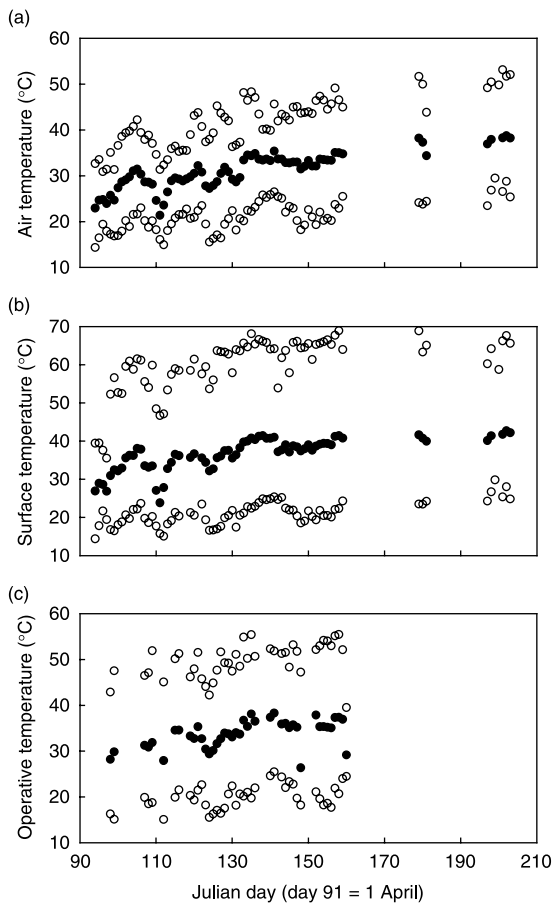 (a)
60
50
40
30
20
10
Air temperature (°C)
(b)
70
60
50
40
30
20
10
Surface temperature (°C)
(c)
60
50
40
30
20
10
Operative temperature (°C)
90 110 130 150 170 190 210
Julian day (day 91 = 1 April)